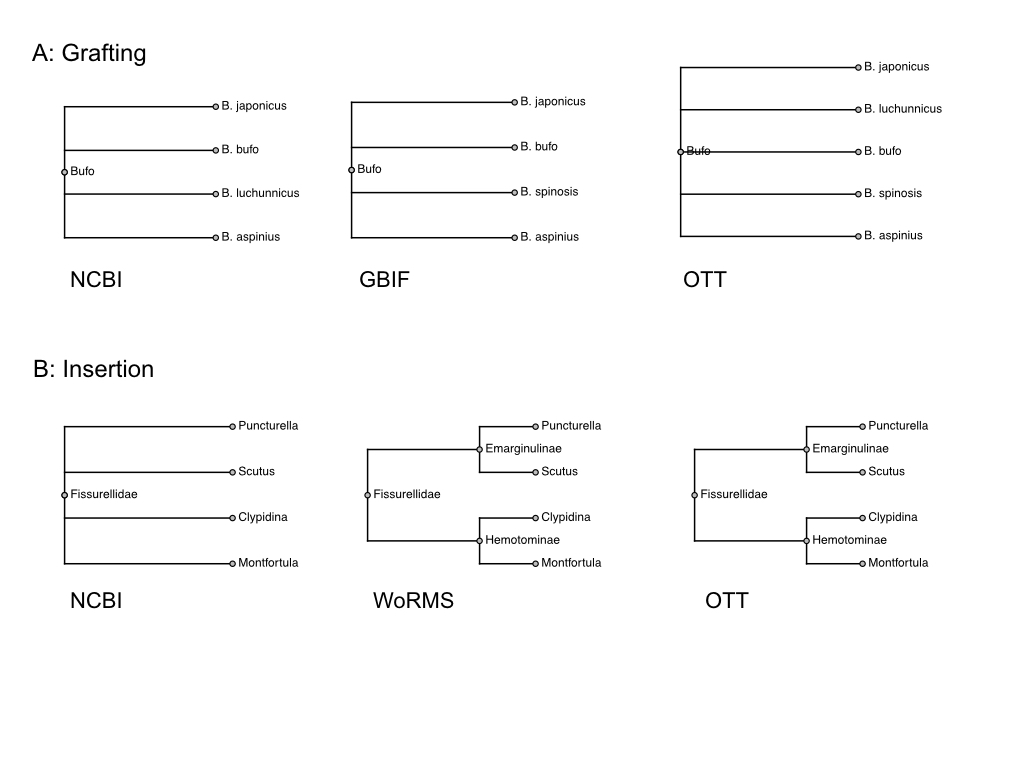 A: Grafting
B. japonicus
B. bufo
Bufo
B. luchunnicus
B. aspinius
NCBI
B. japonicus
B. bufo
Bufo
B. spinosis
B. aspinius
GBIF
B. japonicus
B. luchunnicus
Bufo
B. bufo
B. spinosis
B. aspinius
OTT
B: Insertion
Puncturella
Scutus
Fissurellidae
Clypidina
Montfortula
NCBI
Puncturella
Emarginulinae
Scutus
Fissurellidae
Clypidina
Hemotominae
Montfortula
WoRMS
Puncturella
Emarginulinae
Scutus
Fissurellidae
Clypidina
Hemotominae
Montfortula
OTT